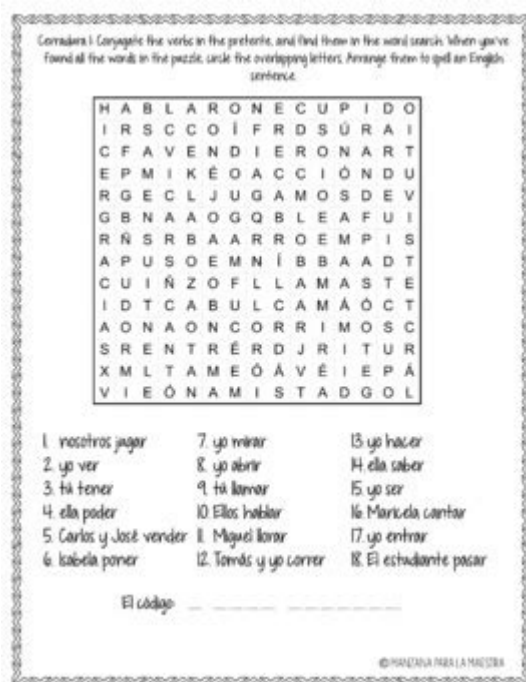 Cerradura 1: Conjugate the verbs in the preterite, and find them in the word search. When you've
found all the words in the puzzle, circle the overlapping letters. Arrange them to spell an English
sentence.
H A B L A R O N E C U P I D O
I R S C C O Í F R D S Ú R A I
C F A V E N D I E R O N A R T
E P M I K É O A C C I Ó N D U
R G E C L J U G A M O S D E V
G B N A A O G Q B L E A F U I
R Ñ S R B A A R R O E M P I S
A P U S O E M N Í B B A A D T
C U I Ñ Z O F L L A M A S T E
I D T C A B U L C A M Á Ó C T
A O N A O N C O R R I M O S C
S R E N T R É R D J R I T U R
X M L T A M E Ó Á V É I E P Á
V I E Ó N A M I S T A D G O L
1. nosotros jugar
2. yo ver
3. tú tener
4. ella poder
5. Carlos y José vender
6. Isabela poner
7. yo mirar
8. yo abrir
9. tú llamar
10. Ellos hablar
11. Miguel llorar
12. Tomás y yo correr
13. yo hacer
14. ella saber
15. yo ser
16. Maricela cantar
17. yo entrar
18. El estudiante pasar
El código:
© MANZANA PARA LA MAESTRA